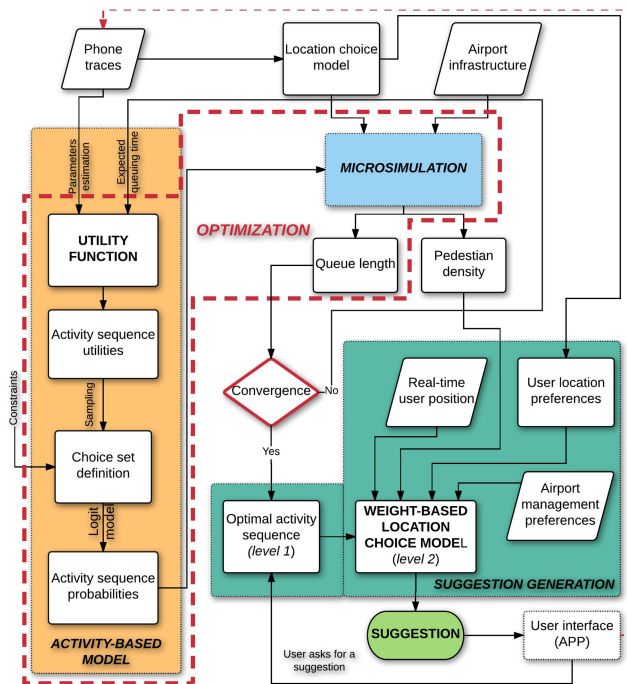 Phone
traces
Location choice
model
Airport
infrastructure
Parameters
estimation
Expected
queuing time
MICROSIMULATION
OPTIMIZATION
UTILITY
FUNCTION
Queue length
Pedestian
density
Activity sequence
utilities
Convergence
No
Real-time
user position
User location
preferences
Constraints
Sampling
Choice set
definition
Yes
Logit
model
Optimal activity
sequence
(level 1)
WEIGHT-BASED
LOCATION
CHOICE MODEL
(level 2)
Airport
management
preferences
Activity sequence
probabilities
SUGGESTION GENERATION
ACTIVITY-BASED
MODEL
User asks for a
suggestion
SUGGESTION
User interface
(APP)